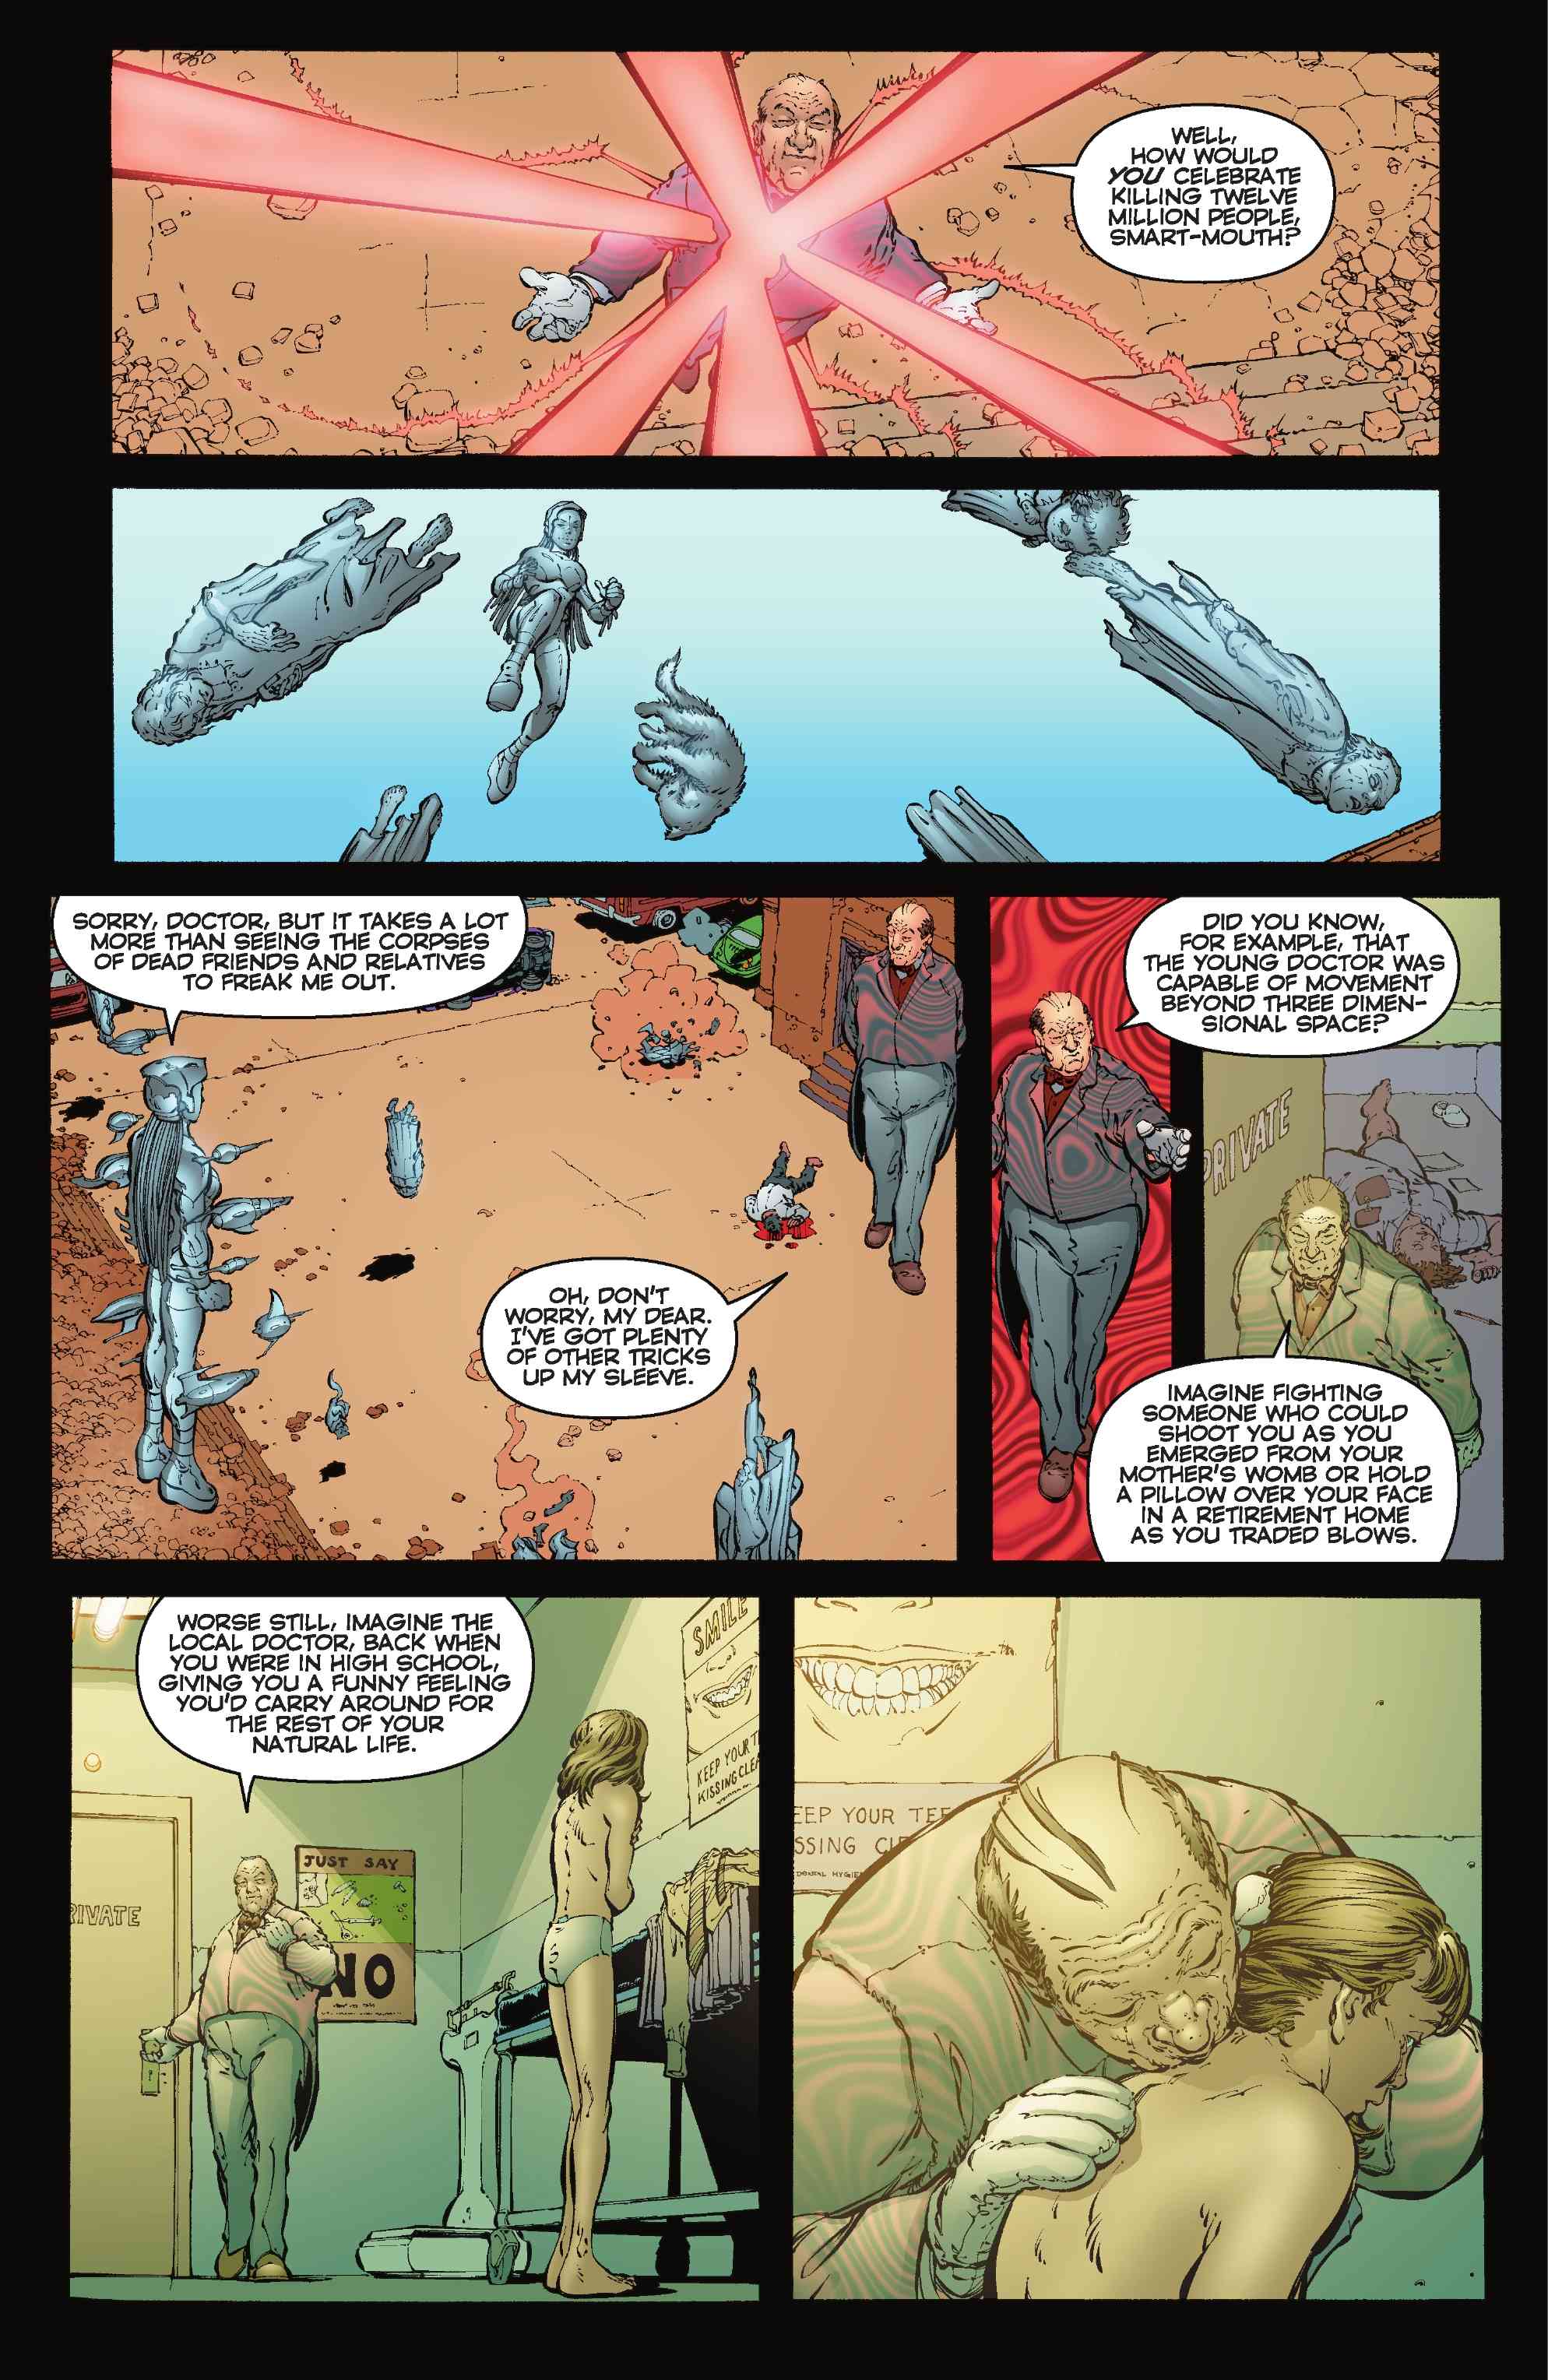 WELL,
HOW WOULD
YOU CELEBRATE
KILLING TWELVE
MILLION PEOPLE,
SMART-MOUTH?
SORRY, DOCTOR, BUT IT TAKES A LOT
MORE THAN SEEING THE CORPSES
OF DEAD FRIENDS AND RELATIVES
TO FREAK ME OUT.
OH, DON'T
WORRY, MY DEAR.
I'VE GOT PLENTY
OF OTHER TRICKS
UP MY SLEEVE.
DID YOU KNOW,
FOR EXAMPLE, THAT
THE YOUNG DOCTOR WAS
CAPABLE OF MOVEMENT
BEYOND THREE DIMEN-
SIONAL SPACE?
PRIVATE
IMAGINE FIGHTING
SOMEONE WHO COULD
SHOOT YOU AS YOU
EMERGED FROM YOUR
MOTHER'S WOMB OR HOLD
A PILLOW OVER YOUR FACE
IN A RETIREMENT HOME
AS YOU TRADED BLOWS.
WORSE STILL, IMAGINE THE
LOCAL DOCTOR, BACK WHEN
YOU WERE IN HIGH SCHOOL,
GIVING YOU A FUNNY FEELING
YOU'D CARRY AROUND FOR
THE REST OF YOUR
NATURAL LIFE.
SMILE
KEEP YOUR T
KISSING CLEA
RIVATE
JUST SAY
NO
EEP YOUR TEE
SSING CLE